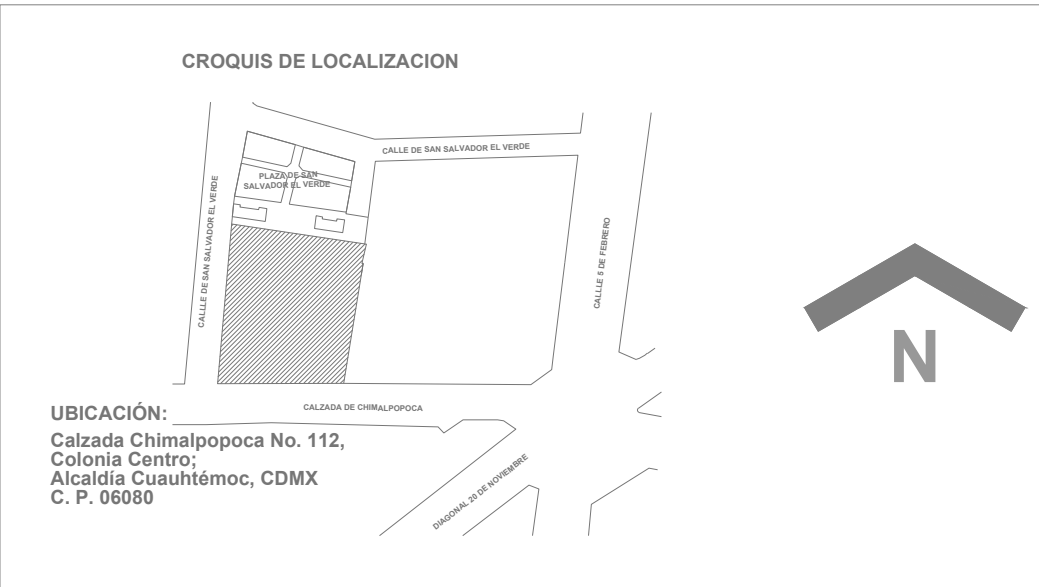 CROQUIS DE LOCALIZACION
CALLE DE SAN SALVADOR EL VERDE
PLAZA DE SAN
SALVADOR EL VERDE
CALLLE DE SAN SALVADOR EL VERDE
CALLLE 5 DE FEBRERO
N
CALZADA DE CHIMALPOPOCA
UBICACIÓN:
Calzada Chimalpopoca No. 112,
Colonia Centro;
Alcaldía Cuauhtémoc, CDMX
C. P. 06080
DIAGONAL 20 DE NOVIEMBRE